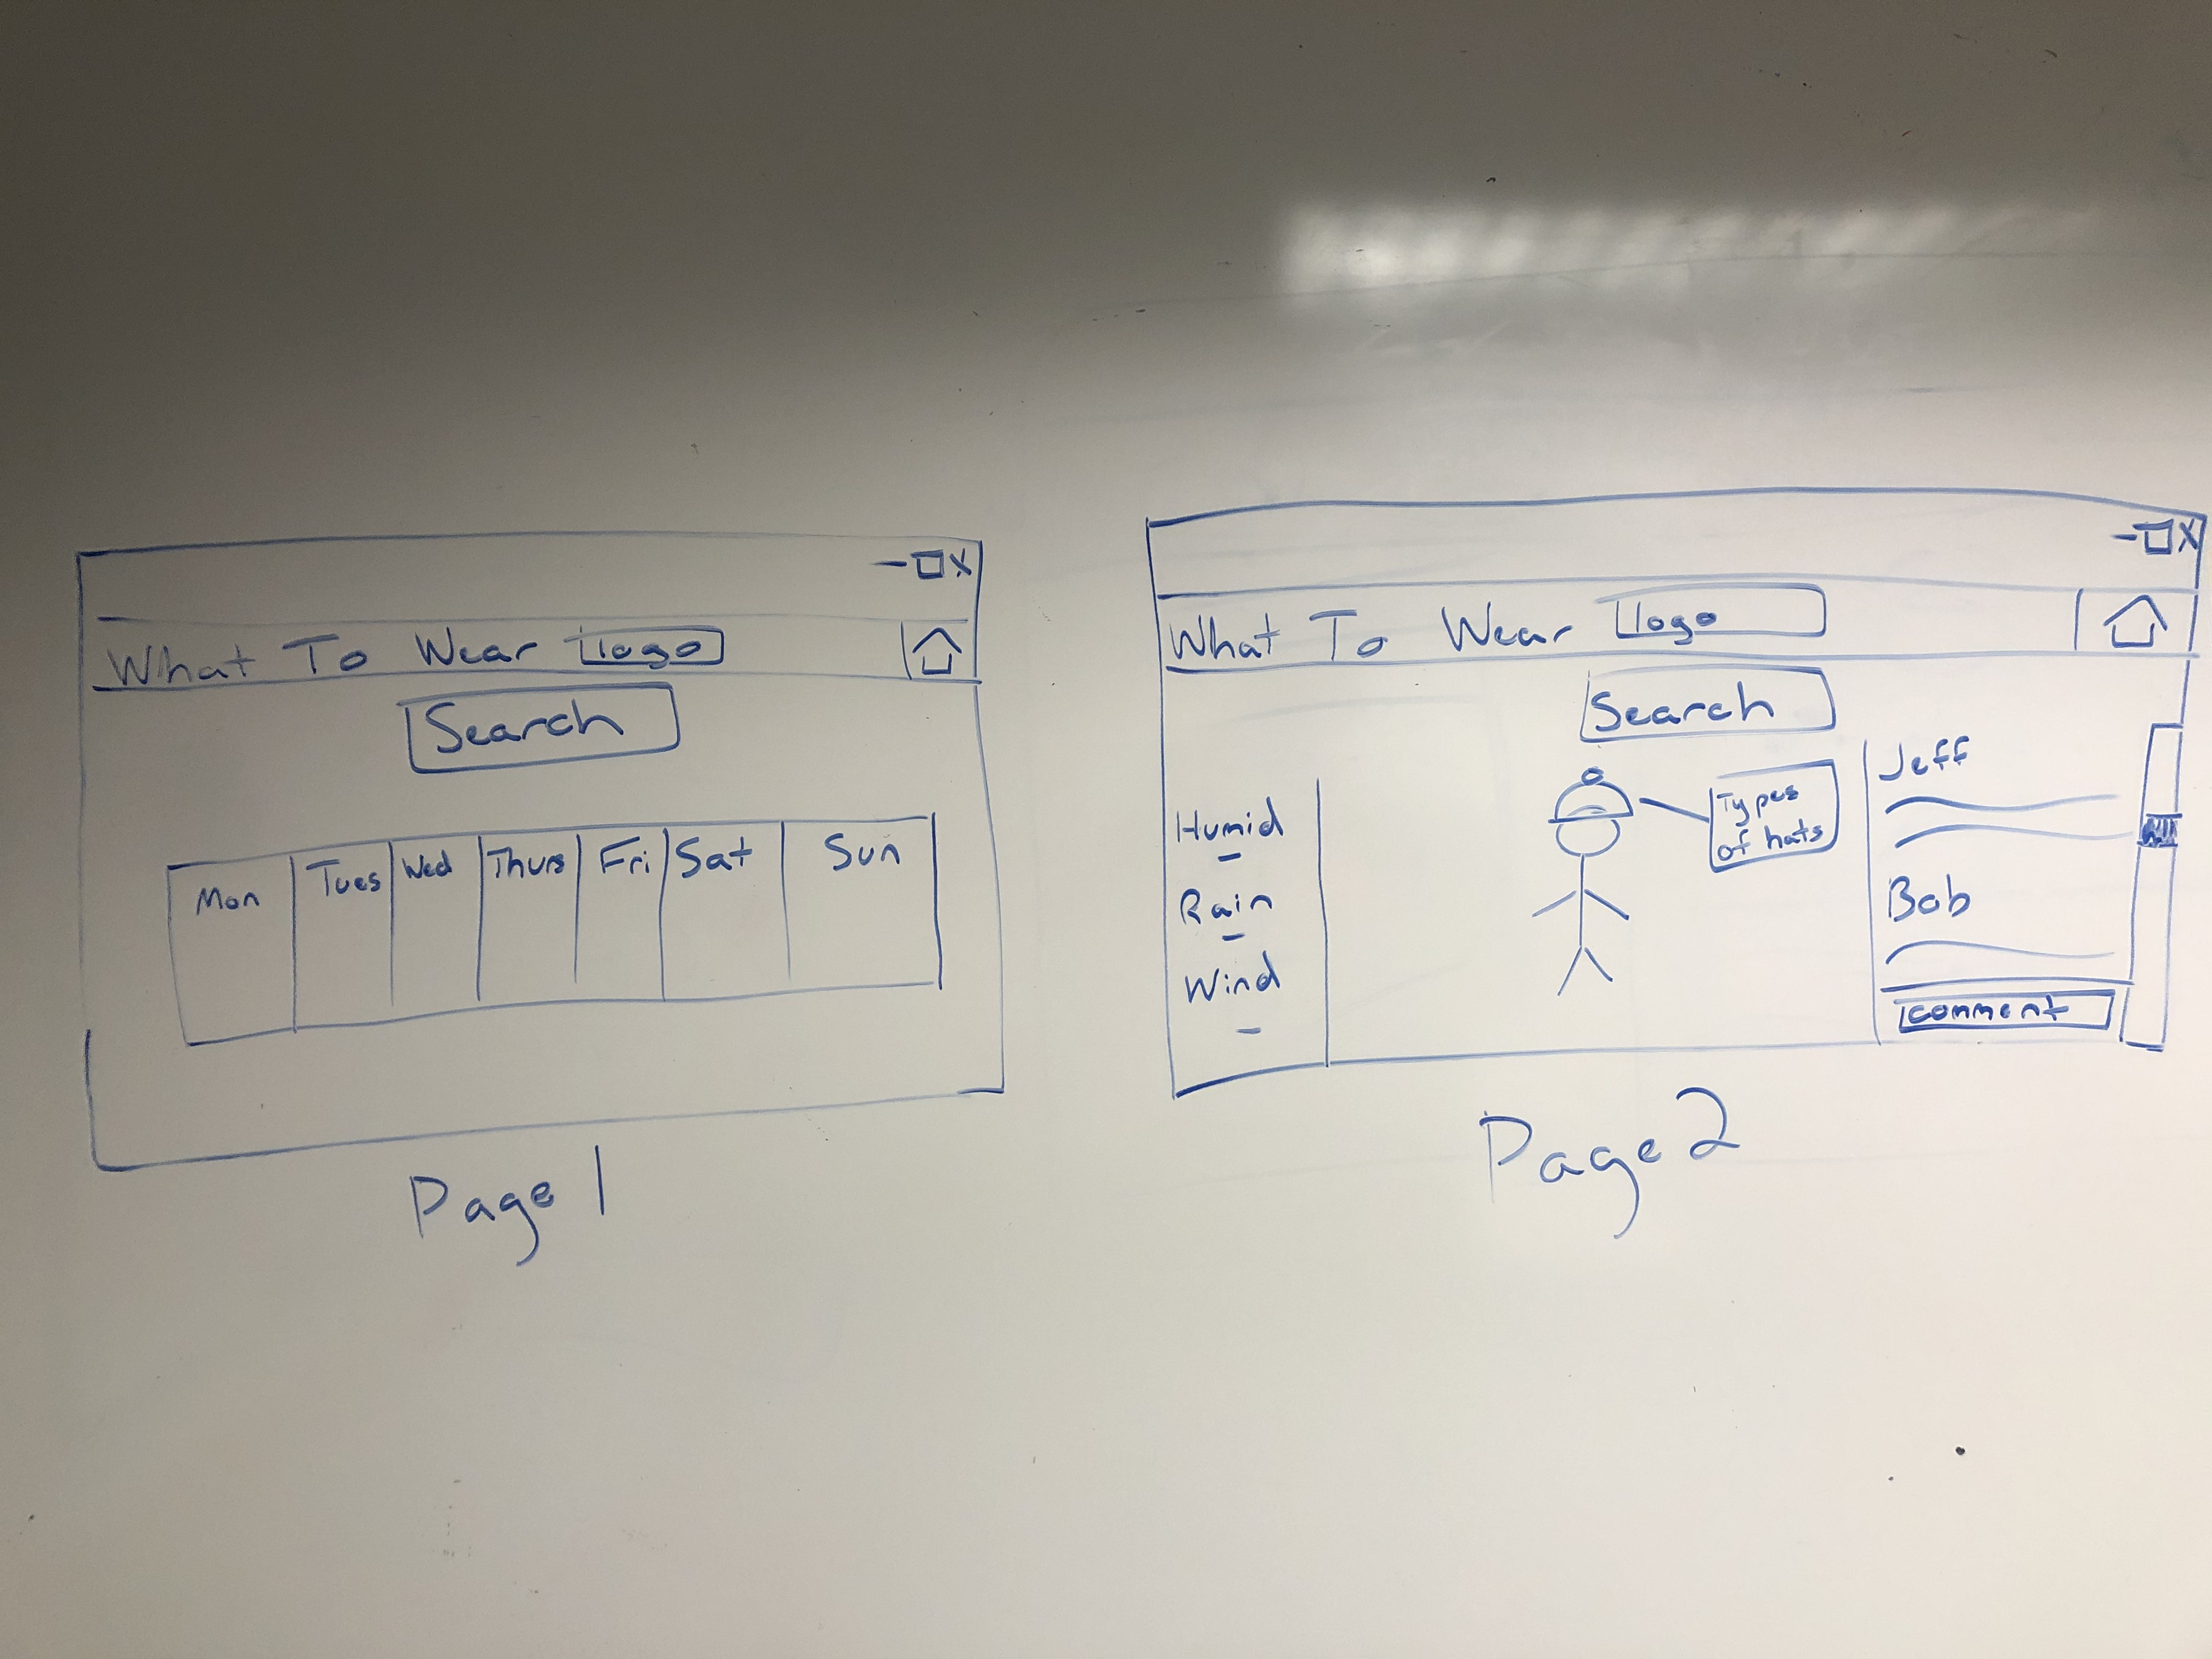 What To Wear logo
Search
Mon Tues Wed Thurs Fri Sat Sun
Page 1
What To Wear logo
Search
Humid
Rain
Wind
Types
of hats
Jeff
Bob
comment
Page 2